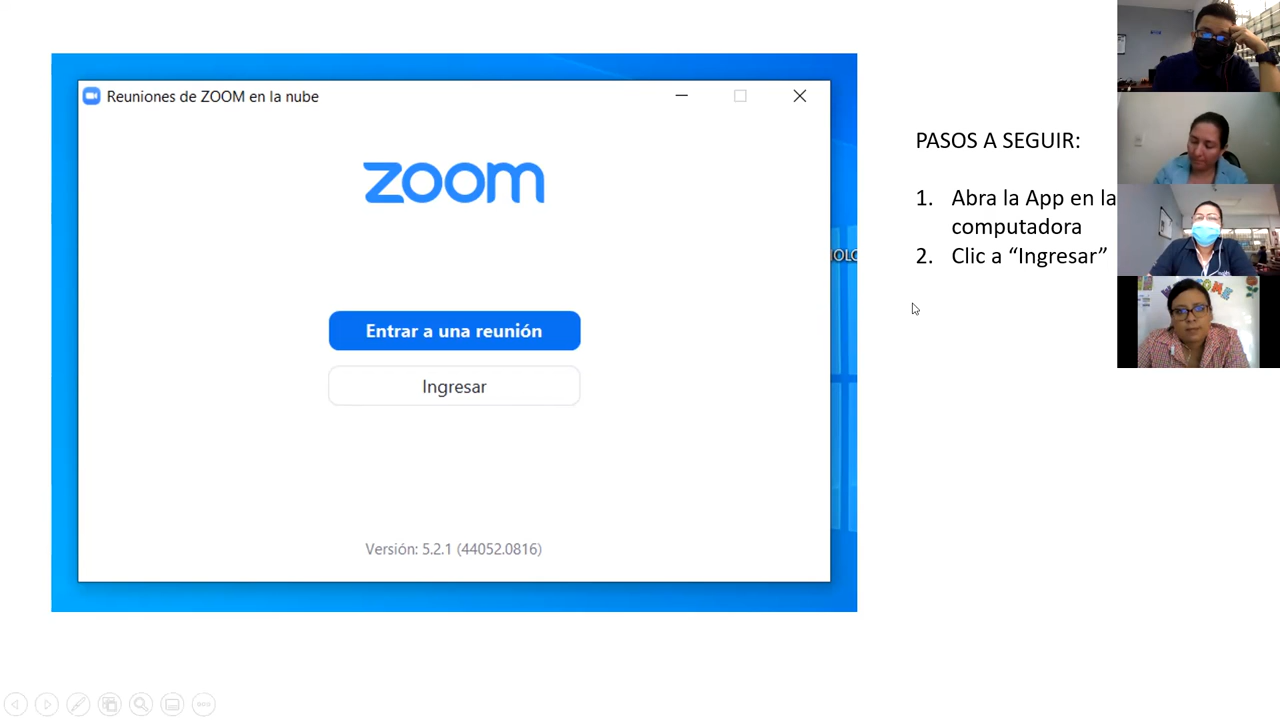 Reuniones de ZOOM en la nube
zoom
Entrar a una reunión
Ingresar
Versión: 5.2.1 (44052.0816)
PASOS A SEGUIR:
1. Abra la App en la
computadora
2. Clic a “Ingresar”